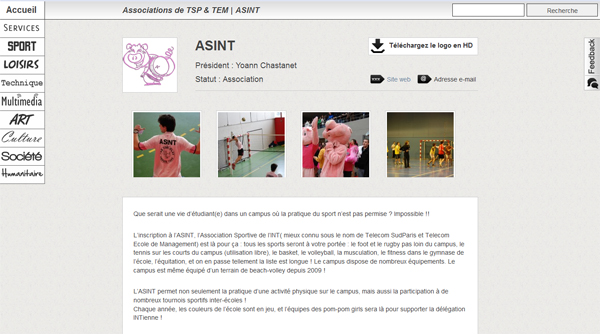 Accueil
Associations de TSP & TEM | ASINT
Recherche
SERVICES
SPORT
LOISIRS
Technique
Multimedia
ART
Culture
Société
Humanitaire
ASINT
Président : Yoann Chastanet
Statut : Association
Téléchargez le logo en HD
Site web
Adresse e-mail
Feedback
ASINT
Que serait une vie d'étudiant(e) dans un campus où la pratique du sport n'est pas permise ? Impossible !!
L'inscription à l'ASINT, l'Association Sportive de l'INT( mieux connu sous le nom de Telecom SudParis et Telecom
Ecole de Management) est là pour ça : tous les sports seront à votre portée : le foot et le rugby pas loin du campus, le
tennis sur les courts du campus (utilisation libre), le basket, le volleyball, la musculation, le fitness dans le gymnase de
l'école, l'équitation, et on en passe tellement la liste est longue ! Le campus dispose de nombreux équipements. Le
campus est même équipé d'un terrain de beach-volley depuis 2009 !
L'ASINT permet non seulement la pratique d'une activité physique sur le campus, mais aussi la participation à de
nombreux tournois sportifs inter-écoles !
Chaque année, les couleurs de l'école sont en jeu, et l'équipes des pom-pom girls sera là pour supporter la délégation
INTienne !